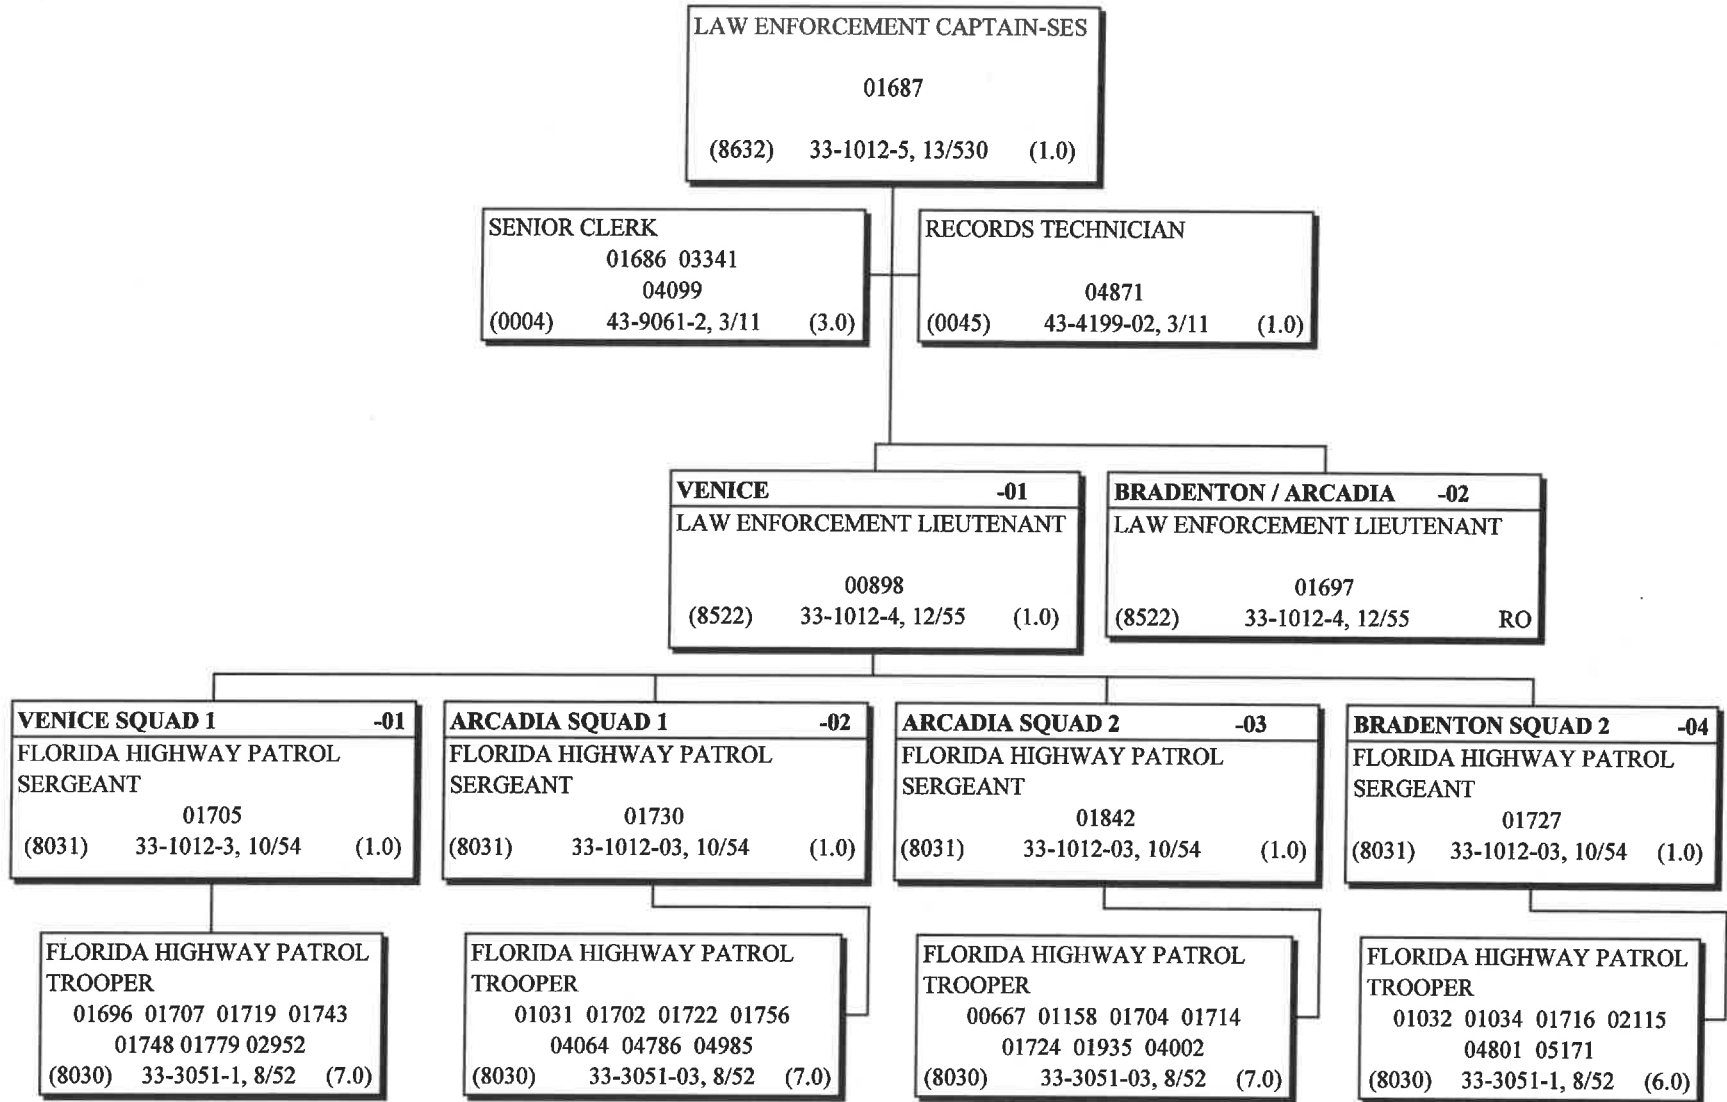 LAW ENFORCEMENT CAPTAIN-SES
01687
(8632) 33-1012-5, 13/530 (1.0)
SENIOR CLERK
01686 03341
04099
(0004) 43-9061-2, 3/11 (3.0)
RECORDS TECHNICIAN
04871
(0045) 43-4199-02, 3/11 (1.0)
VENICE -01
LAW ENFORCEMENT LIEUTENANT
00898
(8522) 33-1012-4, 12/55 (1.0)
BRADENTON / ARCADIA -02
LAW ENFORCEMENT LIEUTENANT
01697
(8522) 33-1012-4, 12/55 RO
VENICE SQUAD 1 -01
FLORIDA HIGHWAY PATROL
SERGEANT
01705
(8031) 33-1012-3, 10/54 (1.0)
ARCADIA SQUAD 1 -02
FLORIDA HIGHWAY PATROL
SERGEANT
01730
(8031) 33-1012-03, 10/54 (1.0)
ARCADIA SQUAD 2 -03
FLORIDA HIGHWAY PATROL
SERGEANT
01842
(8031) 33-1012-03, 10/54 (1.0)
BRADENTON SQUAD 2 -04
FLORIDA HIGHWAY PATROL
SERGEANT
01727
(8031) 33-1012-03, 10/54 (1.0)
FLORIDA HIGHWAY PATROL
TROOPER
01696 01707 01719 01743
01748 01779 02952
(8030) 33-3051-1, 8/52 (7.0)
FLORIDA HIGHWAY PATROL
TROOPER
01031 01702 01722 01756
04064 04786 04985
(8030) 33-3051-03, 8/52 (7.0)
FLORIDA HIGHWAY PATROL
TROOPER
00667 01158 01704 01714
01724 01935 04002
(8030) 33-3051-03, 8/52 (7.0)
FLORIDA HIGHWAY PATROL
TROOPER
01032 01034 01716 02115
04801 05171
(8030) 33-3051-1, 8/52 (6.0)